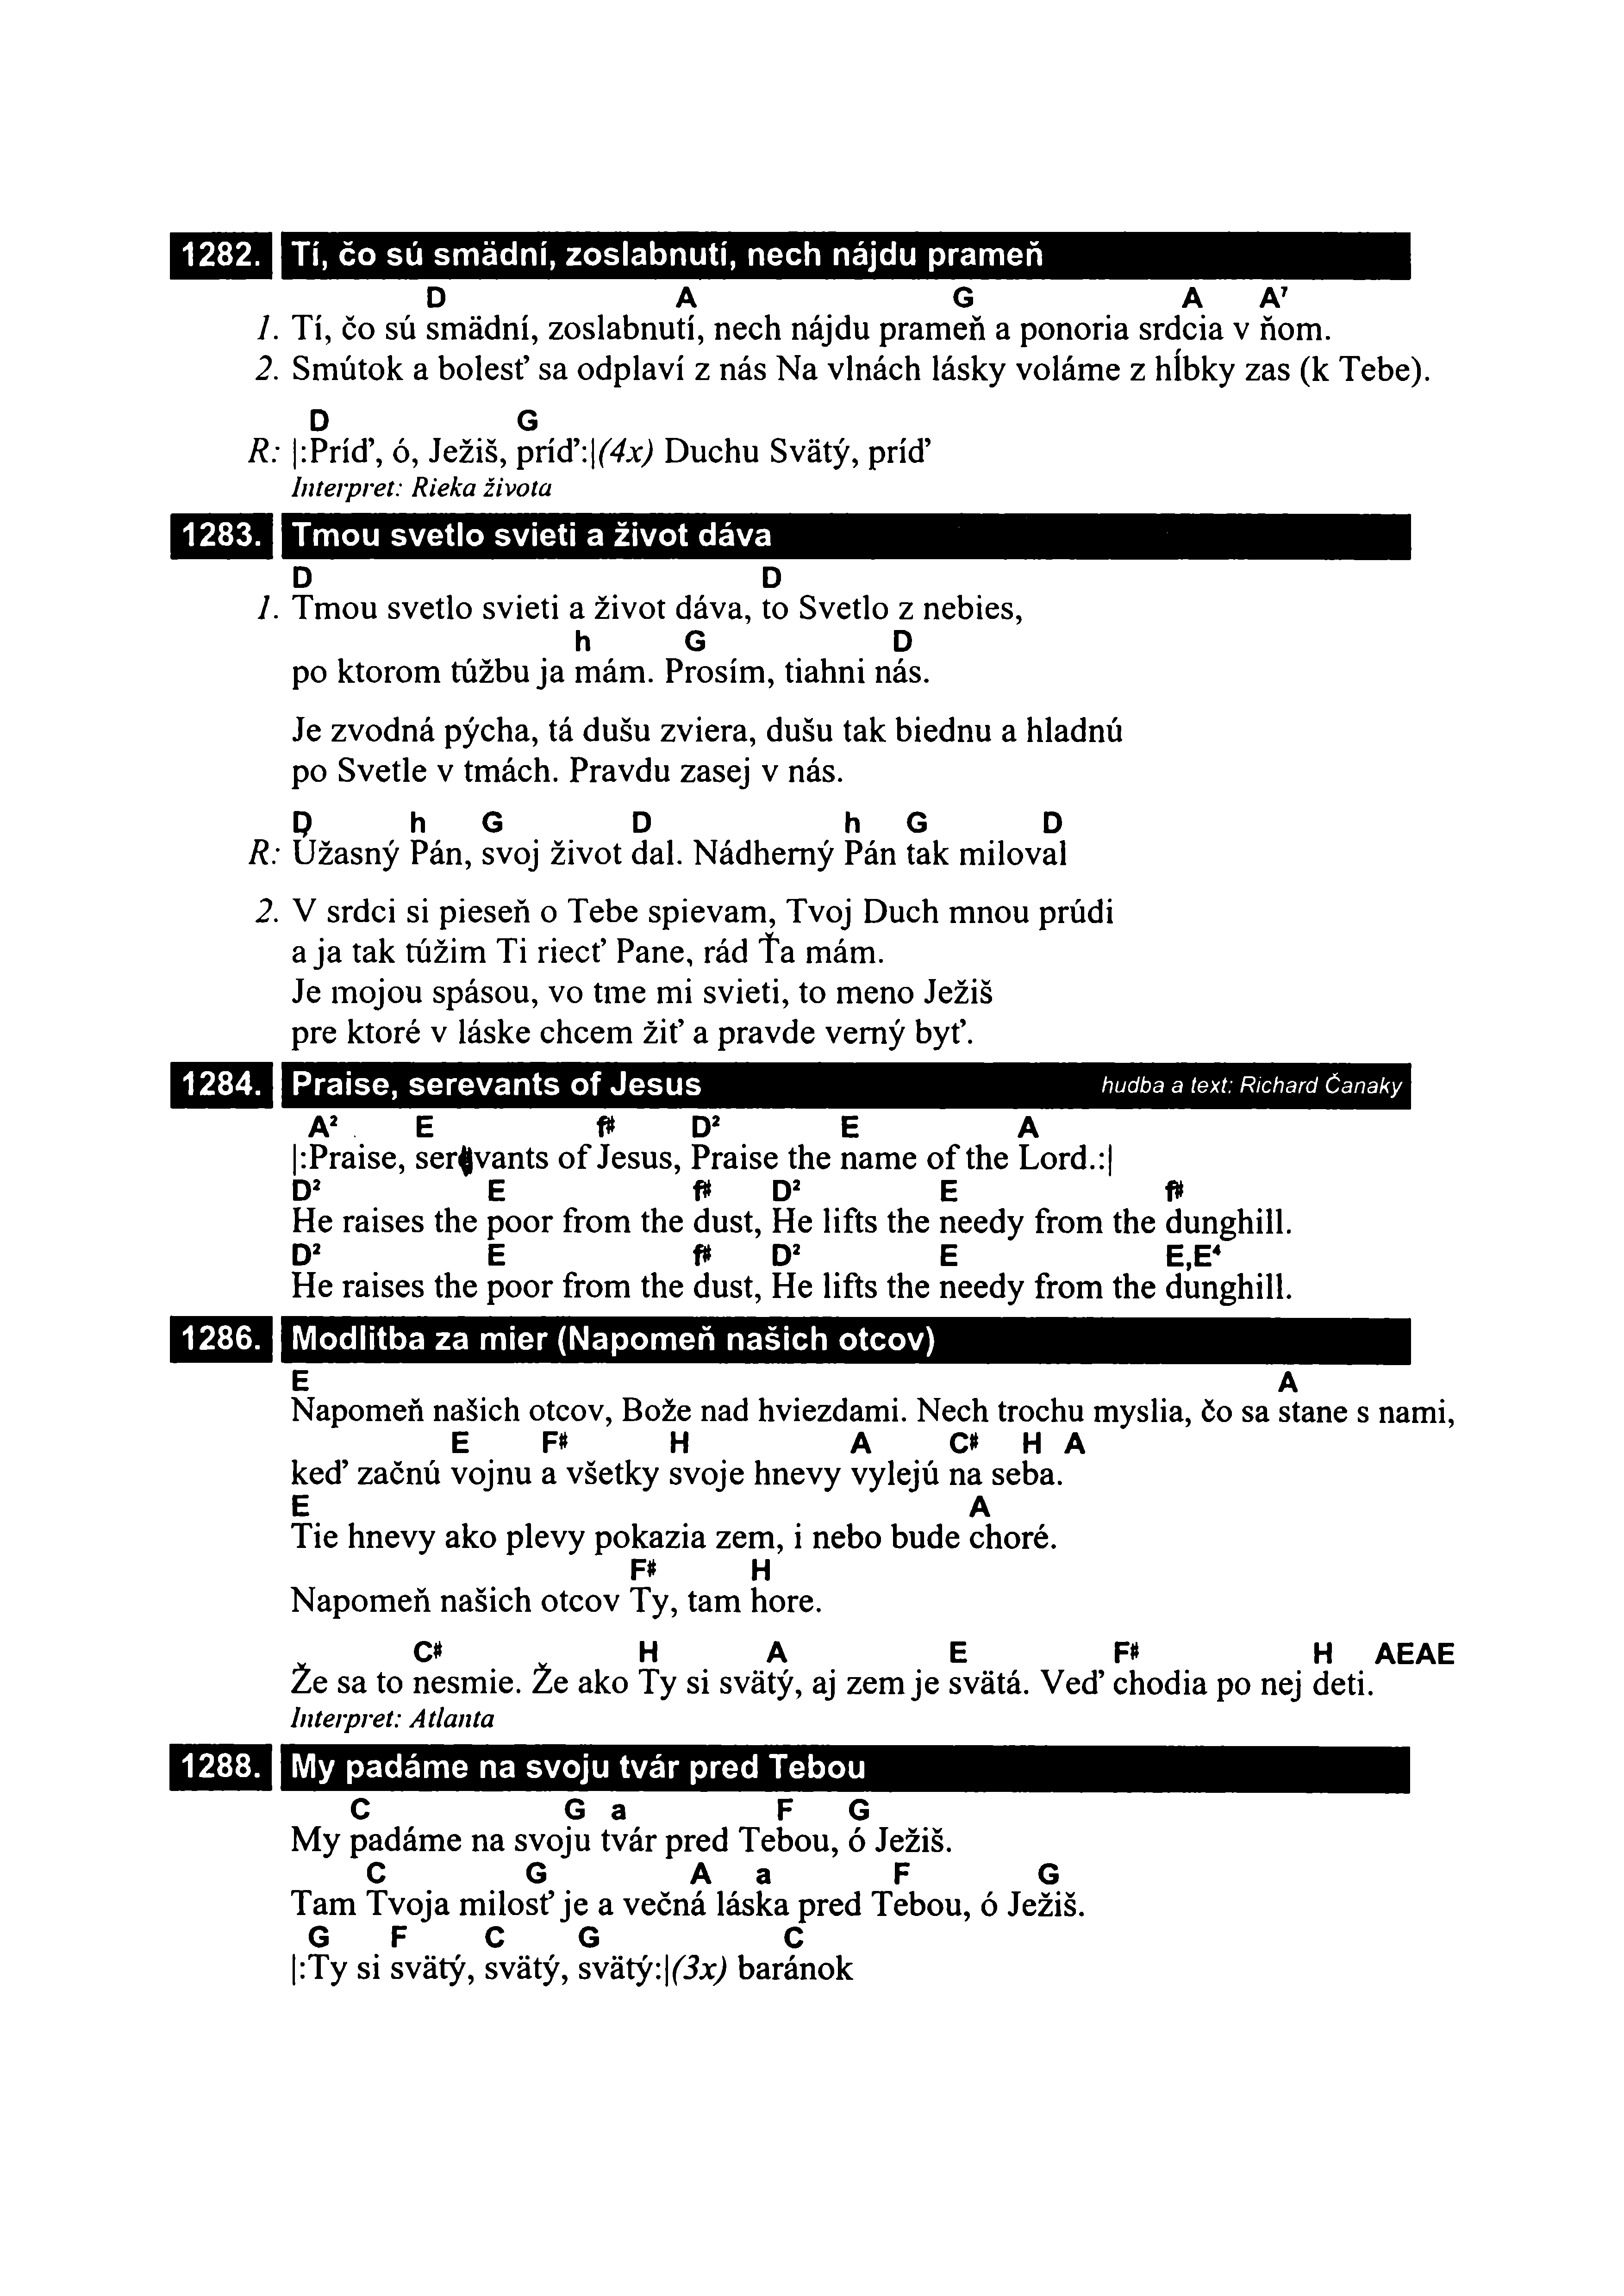 1282. Tí, čo sú smädní, zoslabnutí, nech nájdu prameň
D A G A A⁷
1. Tí, čo sú smädní, zoslabnutí, nech nájdu prameň a ponoria srdcia v ňom.
2. Smútok a bolesť sa odplaví z nás Na vlnách lásky voláme z hĺbky zas (k Tebe).
D G
R: |:Príď, ó, Ježiš, príď:|(4x) Duchu Svätý, príď
Interpret: Rieka života
1283. Tmou svetlo svieti a život dáva
D D
1. Tmou svetlo svieti a život dáva, to Svetlo z nebies,
h G D
po ktorom túžbu ja mám. Prosím, tiahni nás.
Je zvodná pýcha, tá dušu zviera, dušu tak biednu a hladnú
po Svetle v tmách. Pravdu zasej v nás.
D h G D h G D
R: Úžasný Pán, svoj život dal. Nádherný Pán tak miloval
2. V srdci si pieseň o Tebe spievam, Tvoj Duch mnou prúdi
a ja tak túžim Ti riecť Pane, rád Ťa mám.
Je mojou spásou, vo tme mi svieti, to meno Ježiš
pre ktoré v láske chcem žiť a pravde verný byť.
1284. Praise, serevants of Jesus hudba a text: Richard Čanaky
A² E f# D² E A
|:Praise, serevants of Jesus, Praise the name of the Lord.:|
D² E f# D² E f#
He raises the poor from the dust, He lifts the needy from the dunghill.
D² E f# D² E E,E⁴
He raises the poor from the dust, He lifts the needy from the dunghill.
1286. Modlitba za mier (Napomeň našich otcov)
E A
Napomeň našich otcov, Bože nad hviezdami. Nech trochu myslia, čo sa stane s nami,
E F# H A C# H A
keď začnú vojnu a všetky svoje hnevy vylejú na seba.
E A
Tie hnevy ako plevy pokazia zem, i nebo bude choré.
F# H
Napomeň našich otcov Ty, tam hore.
C# H A E F# H AEAE
Že sa to nesmie. Že ako Ty si svätý, aj zem je svätá. Veď chodia po nej deti.
Interpret: Atlanta
1288. My padáme na svoju tvár pred Tebou
C G a F G
My padáme na svoju tvár pred Tebou, ó Ježiš.
C G A a F G
Tam Tvoja milosť je a večná láska pred Tebou, ó Ježiš.
G F C G C
|:Ty si svätý, svätý, svätý:|(3x) baránok